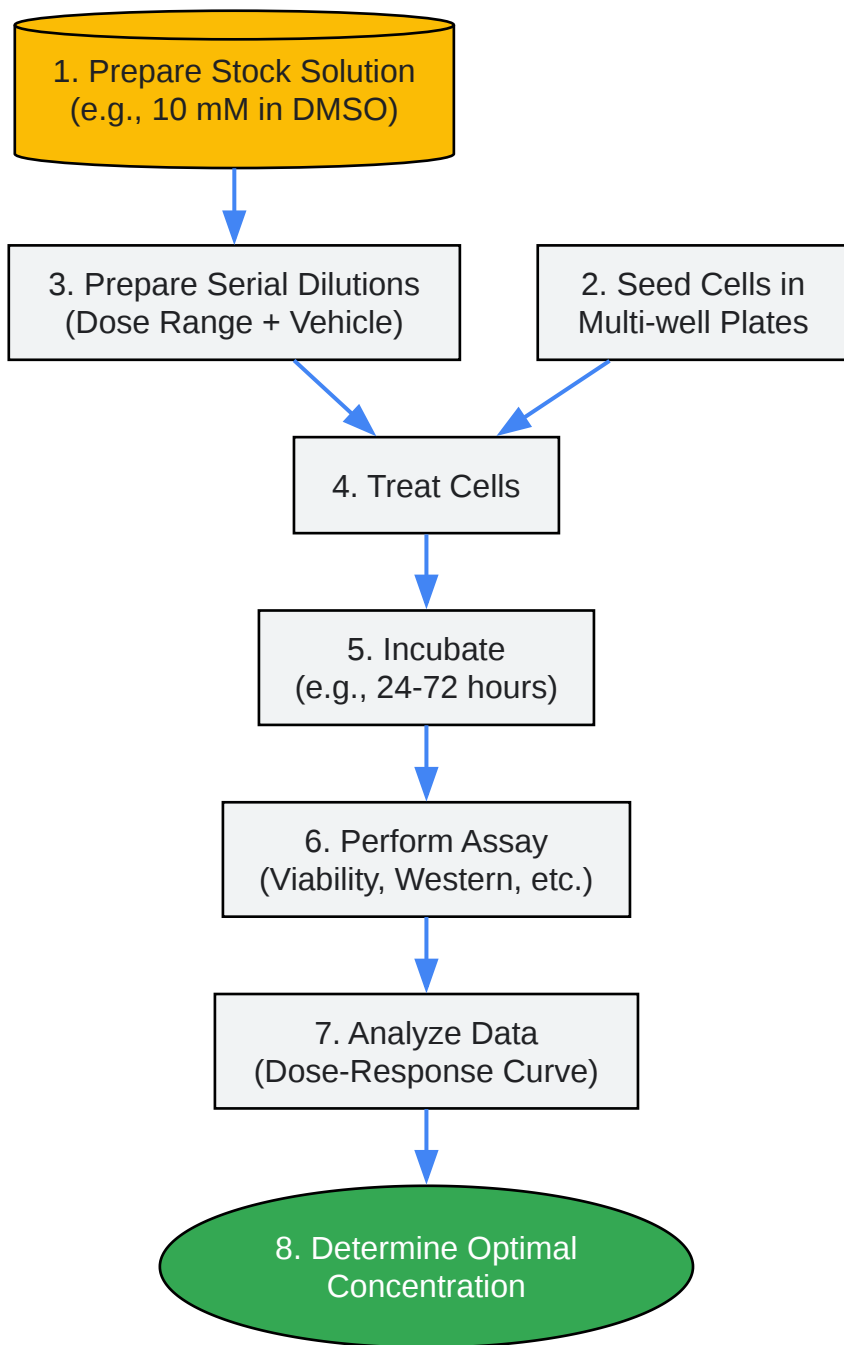 1. Prepare Stock Solution
(e.g., 10 mM in DMSO)
3. Prepare Serial Dilutions
(Dose Range + Vehicle)
2. Seed Cells in
Multi-well Plates
4. Treat Cells
5. Incubate
(e.g., 24-72 hours)
6. Perform Assay
(Viability, Western, etc.)
7. Analyze Data
(Dose-Response Curve)
8. Determine Optimal
Concentration